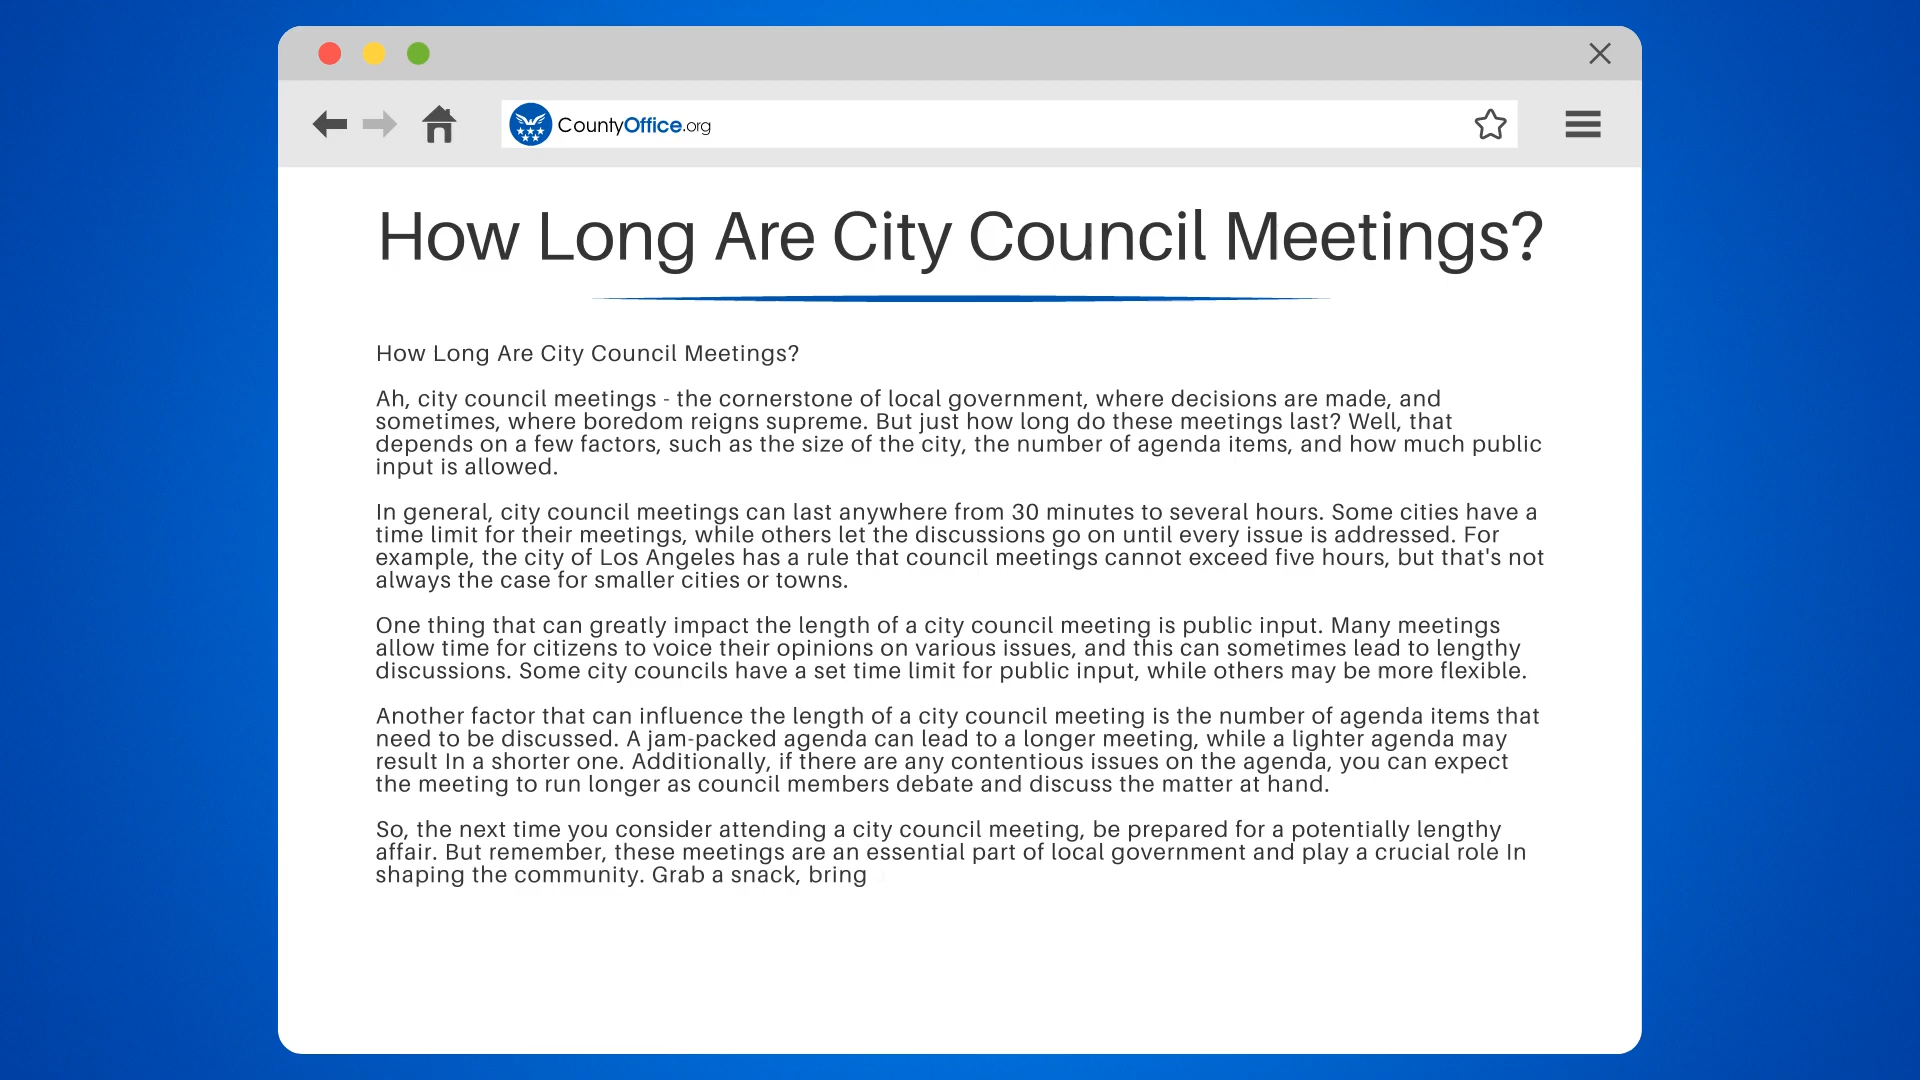 CountyOffice.org
How Long Are City Council Meetings?
How Long Are City Council Meetings?
Ah, city council meetings - the cornerstone of local government, where decisions are made, and
sometimes, where boredom reigns supreme. But just how long do these meetings last? Well, that
depends on a few factors, such as the size of the city, the number of agenda items, and how much public
input is allowed.
In general, city council meetings can last anywhere from 30 minutes to several hours. Some cities have a
time limit for their meetings, while others let the discussions go on until every issue is addressed. For
example, the city of Los Angeles has a rule that council meetings cannot exceed five hours, but that's not
always the case for smaller cities or towns.
One thing that can greatly impact the length of a city council meeting is public input. Many meetings
allow time for citizens to voice their opinions on various issues, and this can sometimes lead to lengthy
discussions. Some city councils have a set time limit for public input, while others may be more flexible.
Another factor that can influence the length of a city council meeting is the number of agenda items that
need to be discussed. A jam-packed agenda can lead to a longer meeting, while a lighter agenda may
result In a shorter one. Additionally, if there are any contentious issues on the agenda, you can expect
the meeting to run longer as council members debate and discuss the matter at hand.
So, the next time you consider attending a city council meeting, be prepared for a potentially lengthy
affair. But remember, these meetings are an essential part of local government and play a crucial role In
shaping the community. Grab a snack, bring